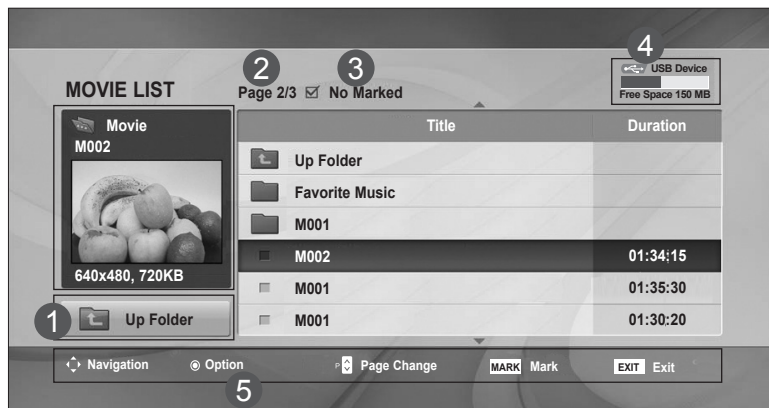 4
2
3
USB Device
MOVIE LIST
Page 2/3 No Marked
Free Space 150 MB
Movie
M002
Title Duration
Up Folder
Favorite Music
M001
M002 01:34:15
640x480, 720KB
M001 01:35:30
1
Up Folder
M001 01:30:20
Navigation Option P Page Change MARK Mark EXIT Exit
5